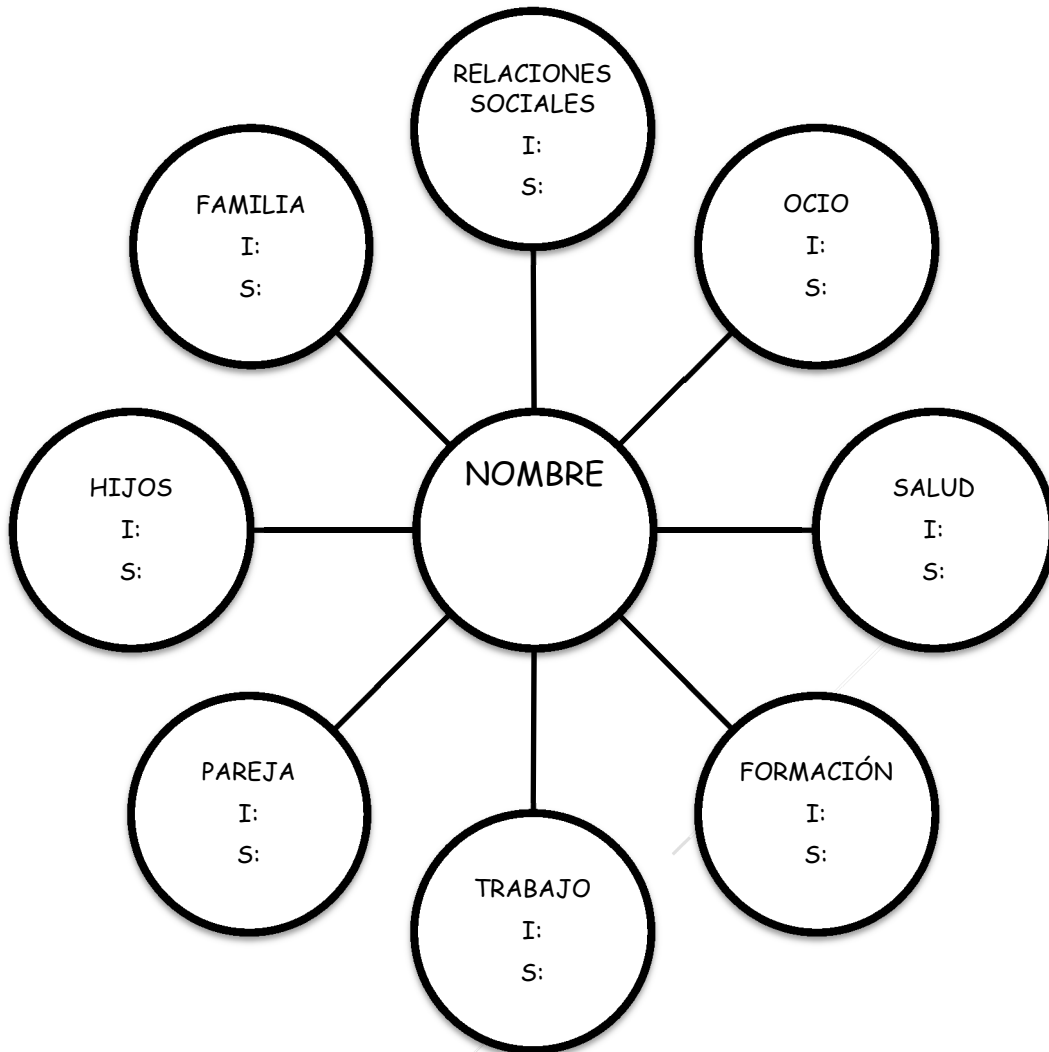 RELACIONES
SOCIALES
I:
S:
FAMILIA
I:
S:
OCIO
I:
S:
HIJOS
I:
S:
NOMBRE
SALUD
I:
S:
PAREJA
I:
S:
FORMACIÓN
I:
S:
TRABAJO
I:
S: